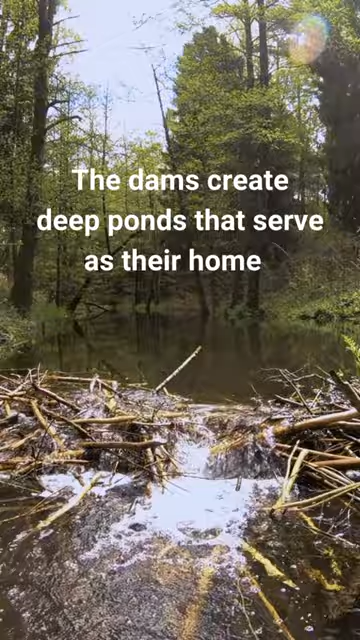 The dams create
deep ponds that serve
as their home